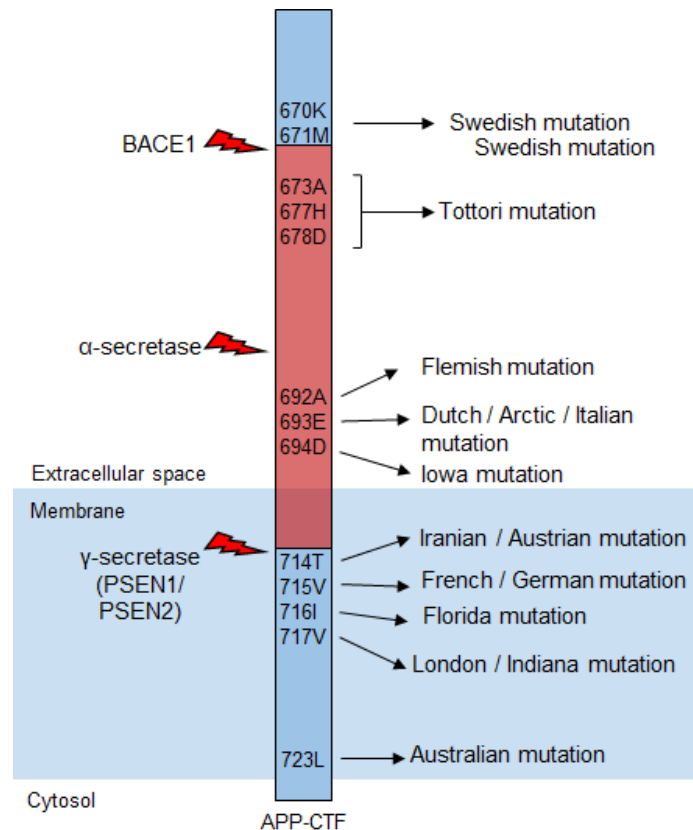 670K
671M
Swedish mutation
Swedish mutation
BACE1
673A
677H
678D
Tottori mutation
α-secretase
Flemish mutation
692A
693E
694D
Dutch / Arctic / Italian
mutation
Iowa mutation
Extracellular space
Membrane
γ-secretase
(PSEN1/
PSEN2)
714T
715V
716I
717V
Iranian / Austrian mutation
French / German mutation
Florida mutation
London / Indiana mutation
723L
Australian mutation
Cytosol
APP-CTF